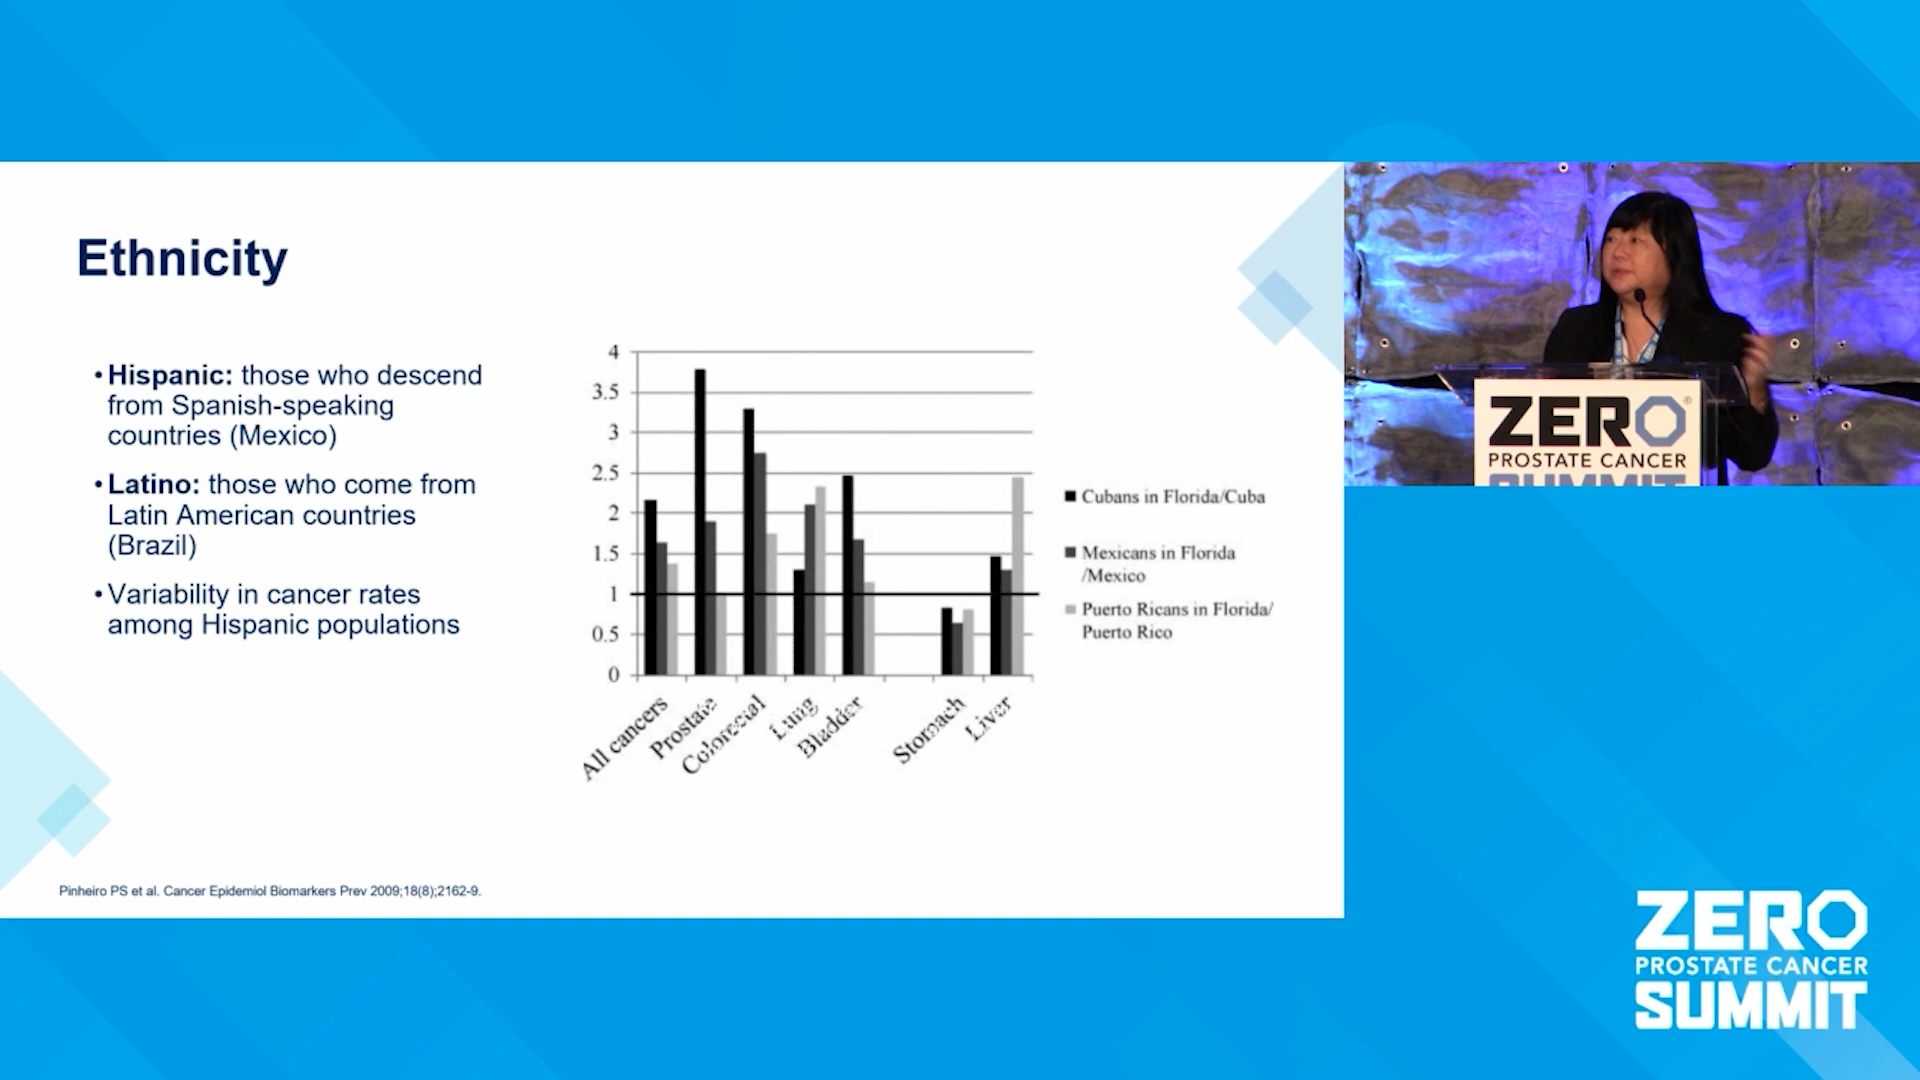 Ethnicity
• Hispanic: those who descend
from Spanish-speaking
countries (Mexico)
• Latino: those who come from
Latin American countries
(Brazil)
• Variability in cancer rates
among Hispanic populations
4
3.5
3
2.5
2
1.5
1
0.5
0
All cancers
Prostate
Colorectal
Lung
Bladder
Stomach
Liver
Cubans in Florida/Cuba
Mexicans in Florida
/Mexico
Puerto Ricans in Florida/
Puerto Rico
Pinheiro PS et al. Cancer Epidemiol Biomarkers Prev 2009;18(8);2162-9.
ZERO®
PROSTATE CANCER
SUMMIT
ZERO
PROSTATE CANCER
SUMMIT